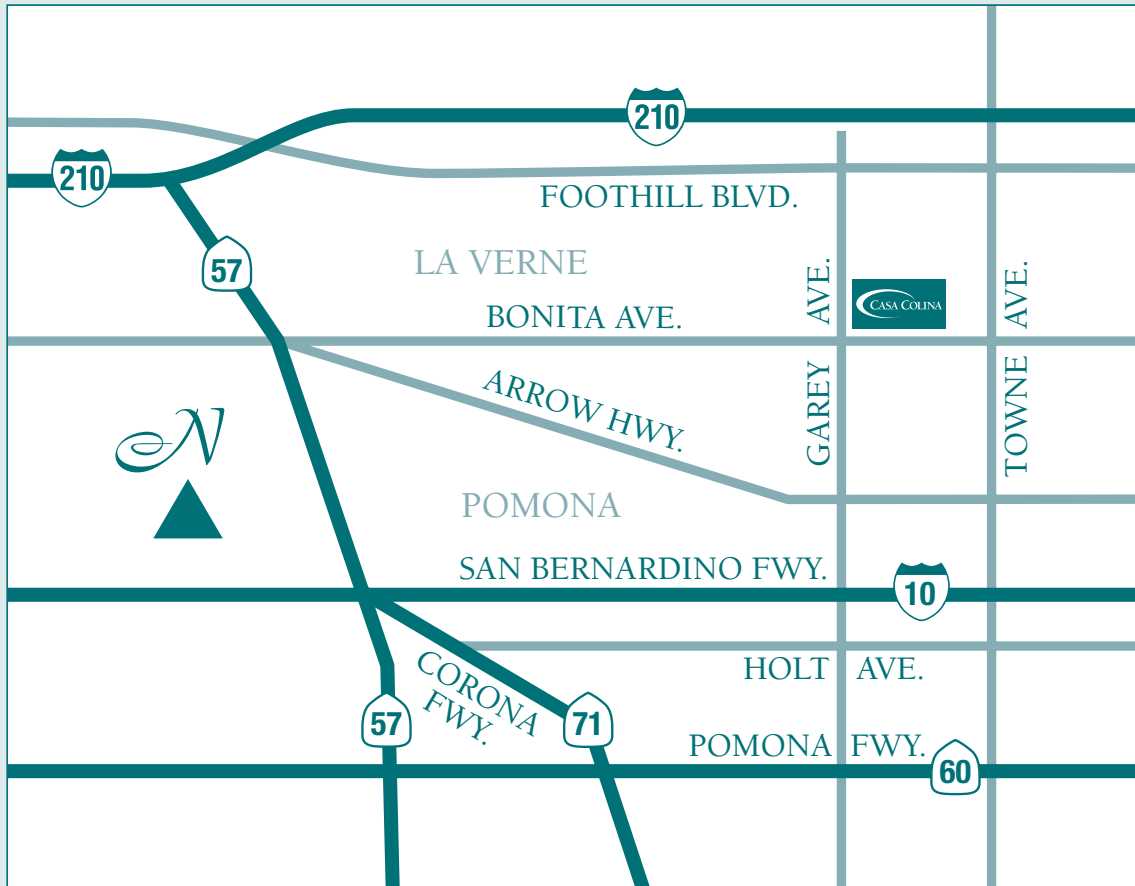 210
210
FOOTHILL BLVD.
57
LA VERNE
GAREY AVE.
CASA COLINA
TOWNE AVE.
BONITA AVE.
ARROW HWY.
N
POMONA
SAN BERNARDINO FWY.
10
HOLT AVE.
CORONA
FWY.
57
71
POMONA FWY.
60